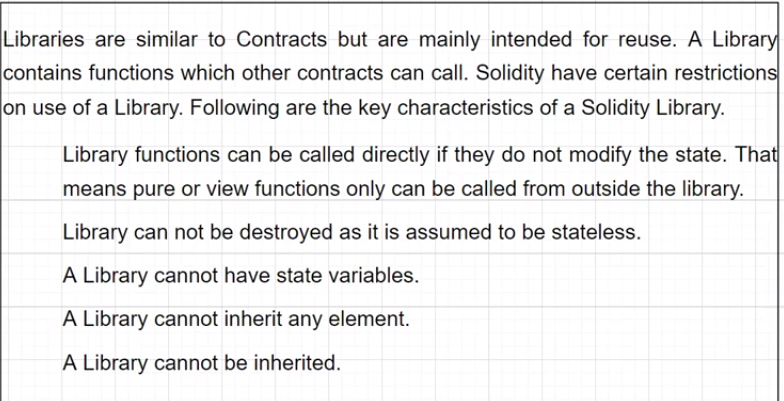 Libraries are similar to Contracts but are mainly intended for reuse. A Library
contains functions which other contracts can call. Solidity have certain restrictions
on use of a Library. Following are the key characteristics of a Solidity Library.
Library functions can be called directly if they do not modify the state. That
means pure or view functions only can be called from outside the library.
Library can not be destroyed as it is assumed to be stateless.
A Library cannot have state variables.
A Library cannot inherit any element.
A Library cannot be inherited.